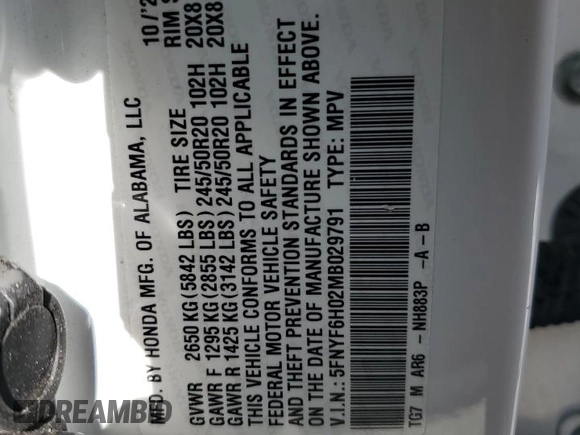 MFD. BY HONDA MFG. OF ALABAMA, LLC 10/'2
TIRE SIZE RIM S
GVWR 2650 KG (5842 LBS)
GAWR F 1295 KG (2855 LBS) 245/50R20 102H 20X8
GAWR R 1425 KG (3142 LBS) 245/50R20 102H 20X8
THIS VEHICLE CONFORMS TO ALL APPLICABLE
FEDERAL MOTOR VEHICLE SAFETY
AND THEFT PREVENTION STANDARDS IN EFFECT
ON THE DATE OF MANUFACTURE SHOWN ABOVE.
V.I.N.: 5FNYF6H02MB029791 TYPE: MPV
TG7 M AR6 - NH883P -A - B
DREAMBID